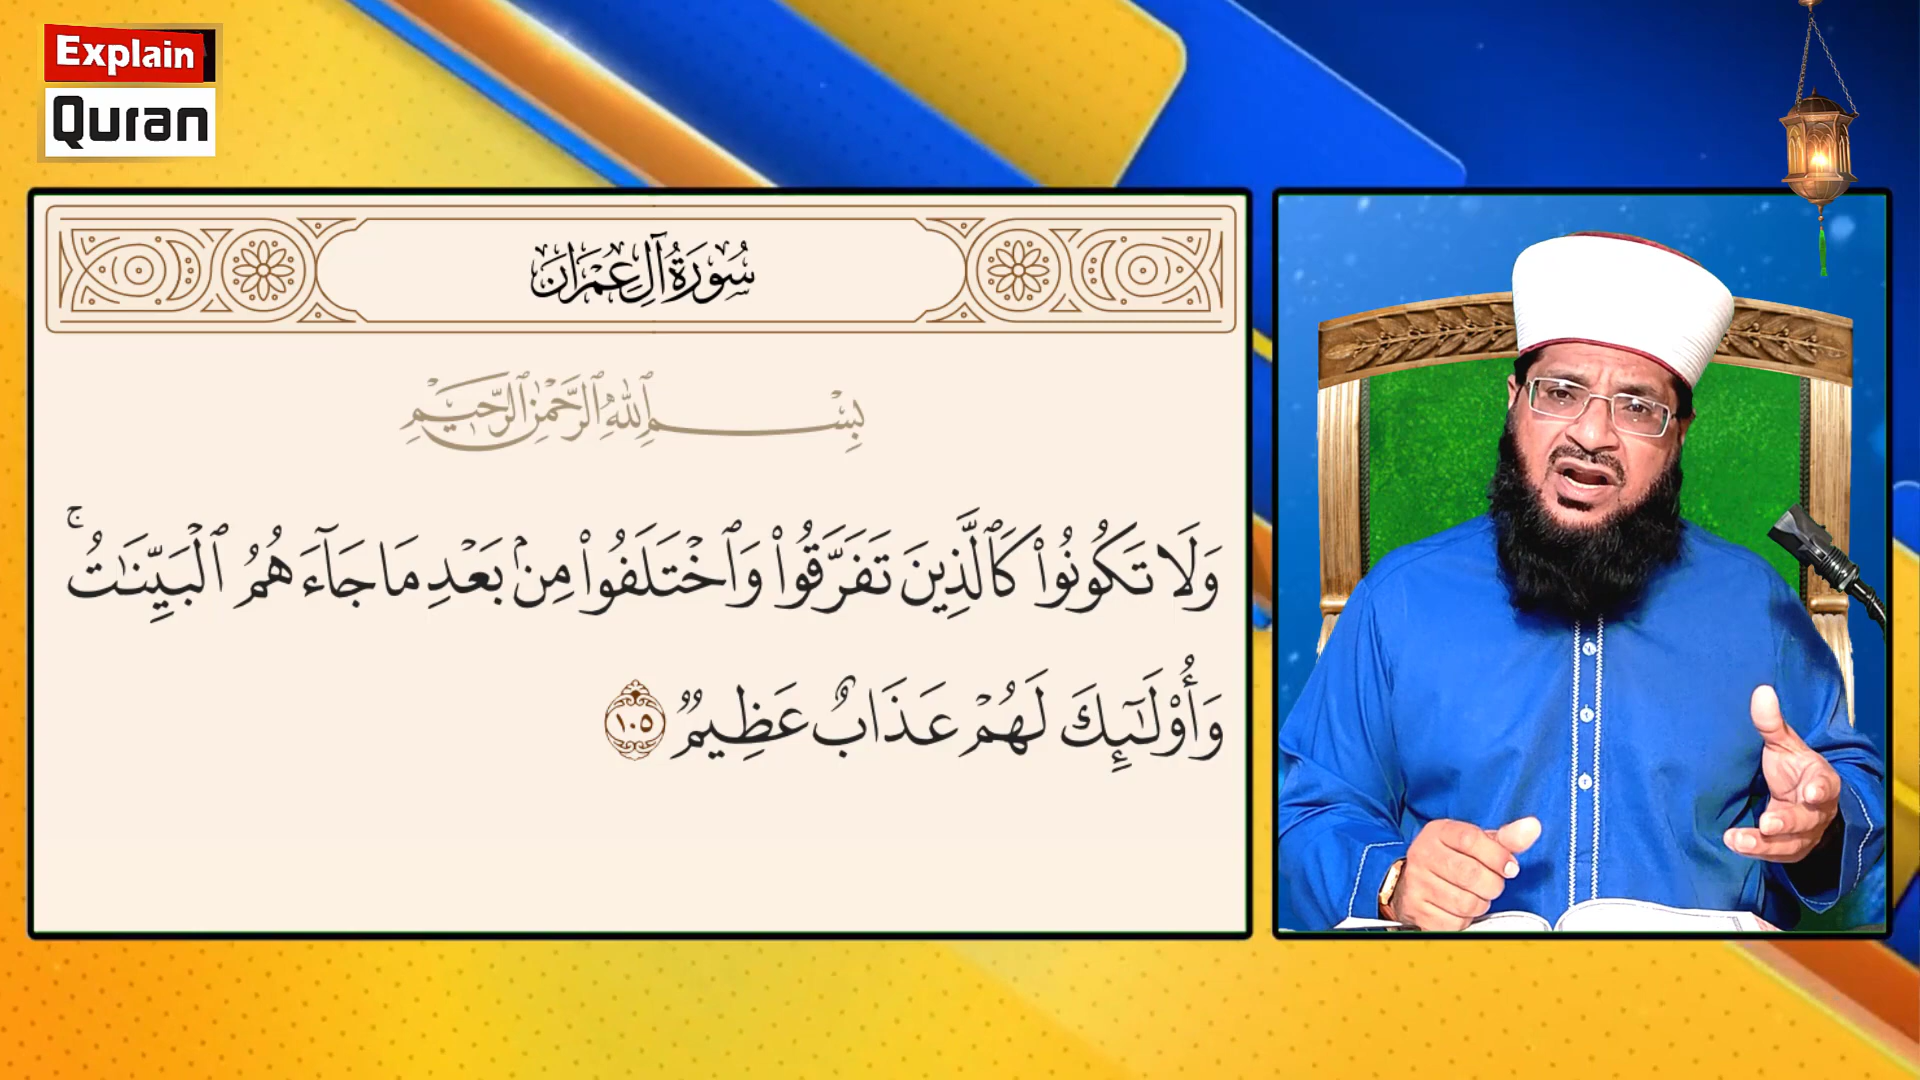 Explain
Quran
سُورَةُ آلِ عِمْرَانَ
بِسْمِ ٱللَّهِ ٱلرَّحْمَٰنِ ٱلرَّحِيمِ
وَلَا تَكُونُوا۟ كَٱلَّذِينَ تَفَرَّقُوا۟ وَٱخْتَلَفُوا۟ مِنۢ بَعْدِ مَا جَآءَهُمُ ٱلْبَيِّنَٰتُ ۚ
وَأُو۟لَٰٓئِكَ لَهُمْ عَذَابٌ عَظِيمٌ ١٠٥